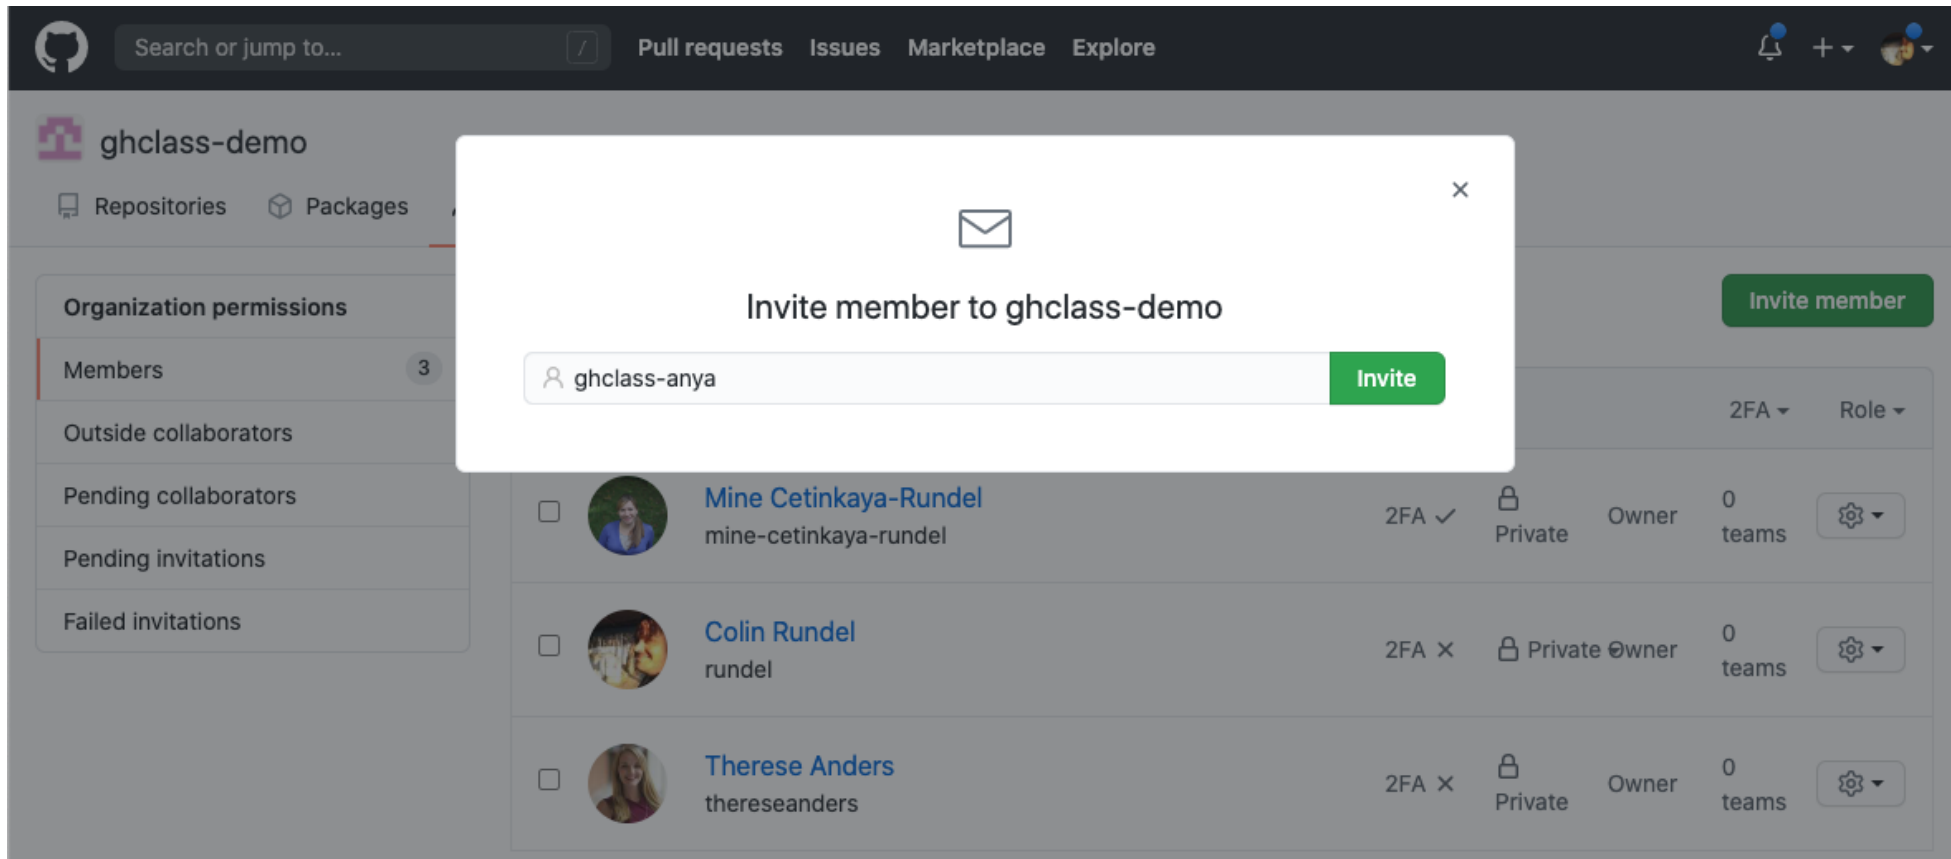 Search or jump to... / Pull requests Issues Marketplace Explore
ghclass-demo
Repositories Packages
Invite member to ghclass-demo
ghclass-anya Invite
Invite member
Organization permissions
Members 3
Outside collaborators
Pending collaborators
Pending invitations
Failed invitations
2FA Role
Mine Cetinkaya-Rundel
mine-cetinkaya-rundel
2FA Private Owner 0 teams
Colin Rundel
rundel
2FA Private Owner 0 teams
Therese Anders
thereseanders
2FA Private Owner 0 teams